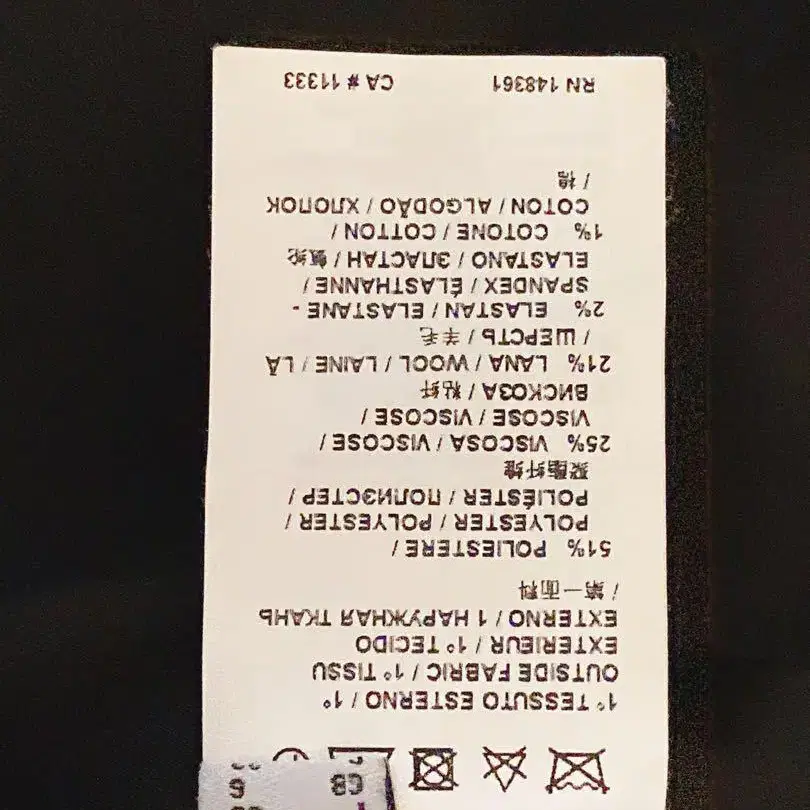 1° TESSUTO ESTERNO / 1°
OUTSIDE FABRIC / 1° TISSU
EXTERIEUR / 1° TECIDO
EXTERNO / 1 НАРУЖНАЯ ТКАНЬ
/ 第一面料
51% POLIESTERE /
POLYESTER / POLYESTER /
POLIÉSTER / ПОЛИЭСТЕР /
聚酯纤维
25% VISCOSA / VISCOSE /
VISCOSE / VISCOSE /
ВИСКОЗА / 粘纤
21% LANA / WOOL / LAINE / LÃ
/ ШЕРСТЬ / 羊毛
2% ELASTAN / ELASTANE -
SPANDEX / ÉLASTHANNE /
ELASTANO / ЭЛАСТАН / 氨纶
1% COTONE / COTTON /
COTON / ALGODÃO / ХЛОПОК
/ 棉
RN 148361 CA # 11333